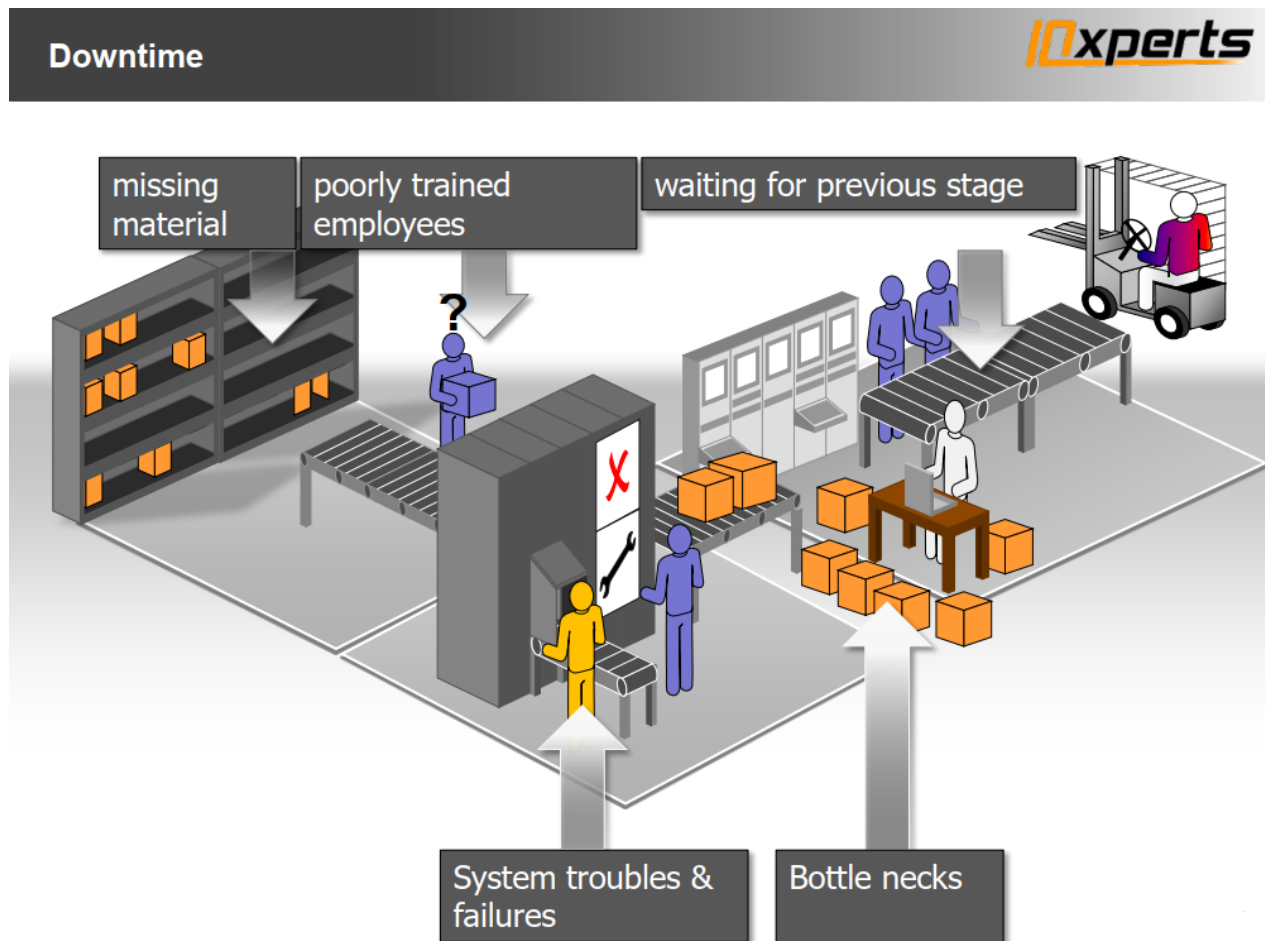 Downtime
IQxperts
missing
material
poorly trained
employees
waiting for previous stage
?
System troubles &
failures
Bottle necks